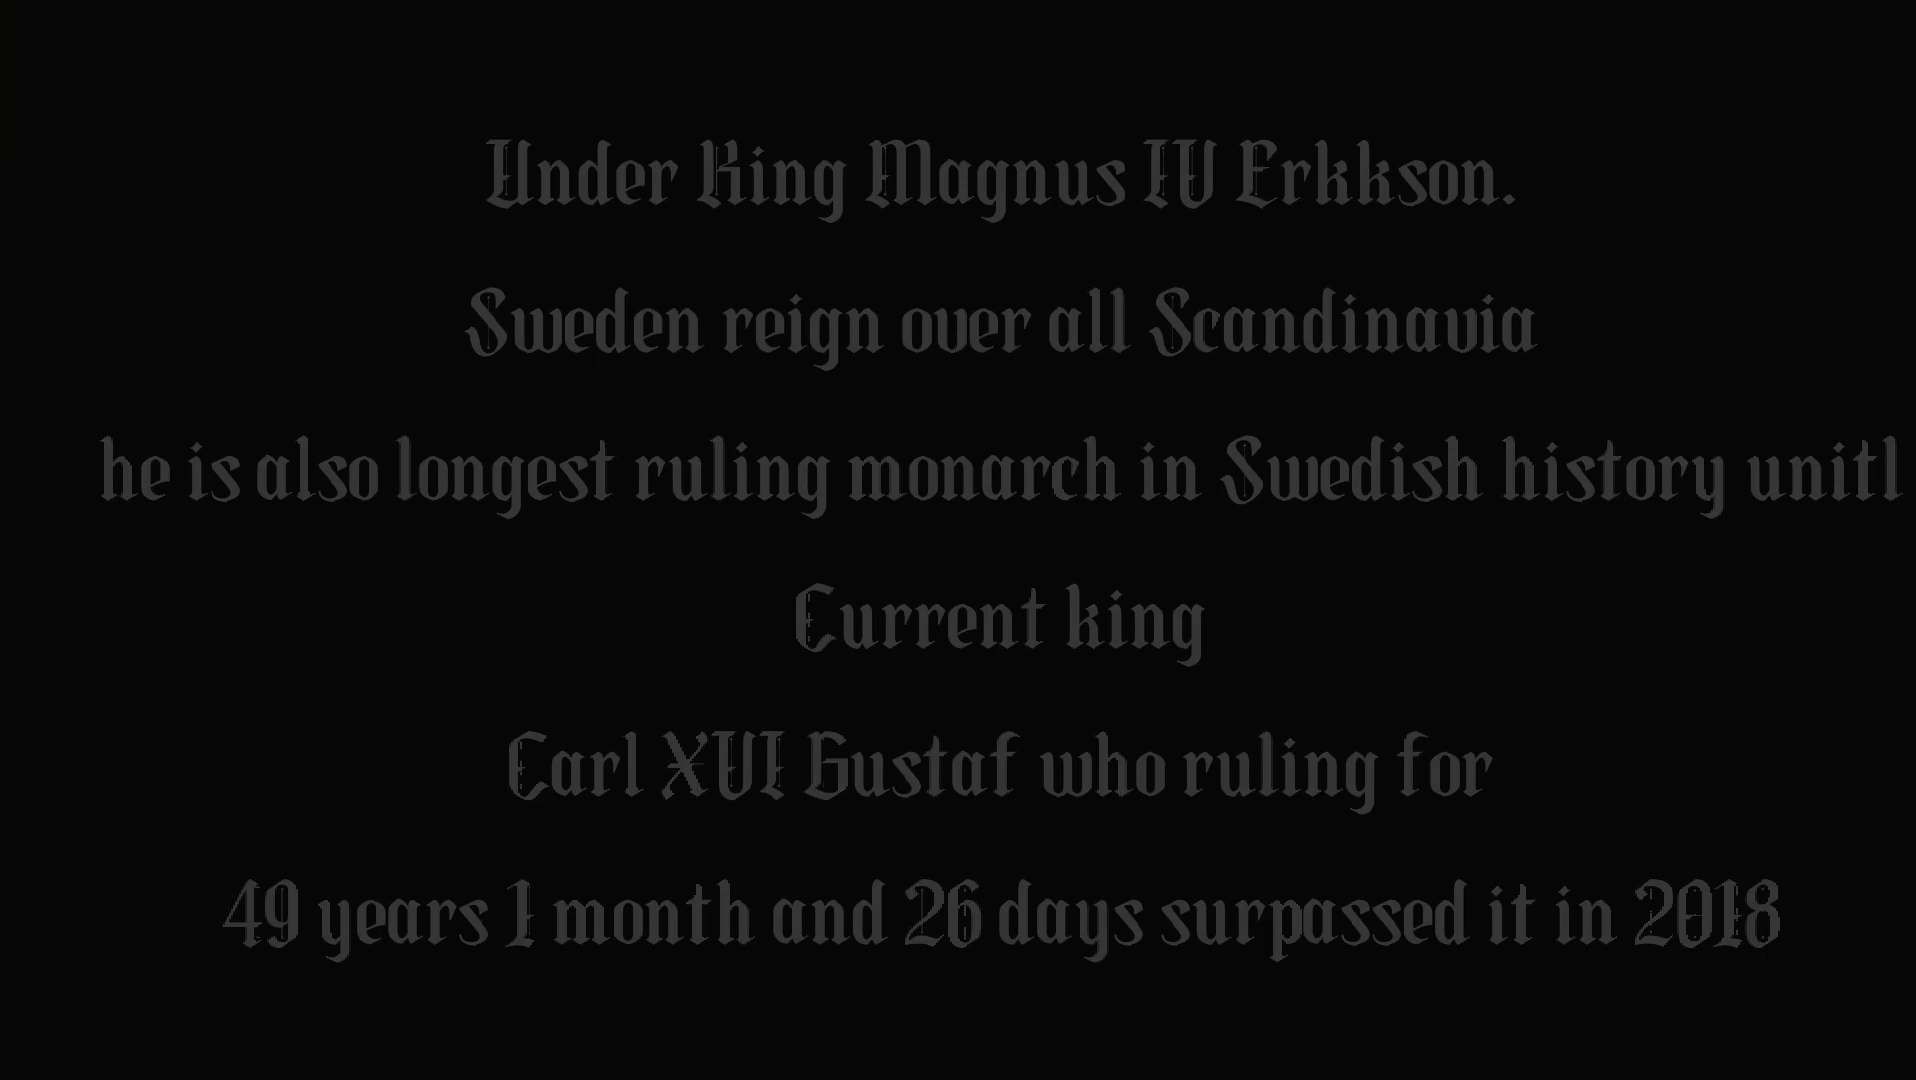 Under King Magnus IV Erkkson.
Sweden reign over all Scandinavia
he is also longest ruling monarch in Swedish history unitl
Current king
Carl XVI Gustaf who ruling for
49 years 1 month and 26 days surpassed it in 2018